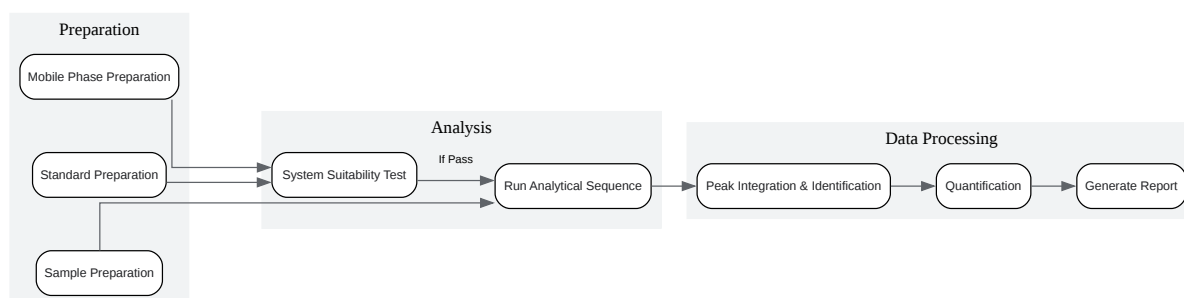 Preparation
Mobile Phase Preparation
Standard Preparation
Sample Preparation
Analysis
System Suitability Test
If Pass
Run Analytical Sequence
Data Processing
Peak Integration & Identification
Quantification
Generate Report